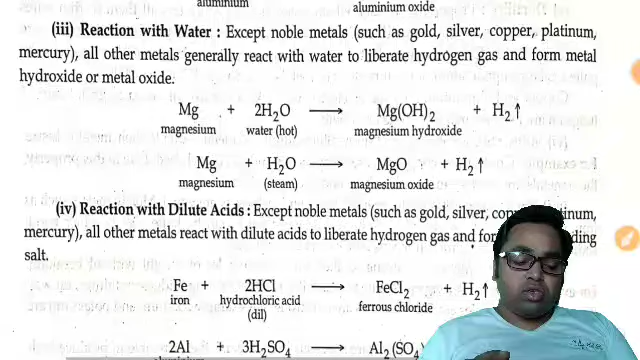 aluminium aluminium oxide
(iii) Reaction with Water : Except noble metals (such as gold, silver, copper, platinum,
mercury), all other metals generally react with water to liberate hydrogen gas and form metal
hydroxide or metal oxide.
Mg + 2H₂O ⟶ Mg(OH)₂ + H₂↑
magnesium water (hot) magnesium hydroxide
Mg + H₂O ⟶ MgO + H₂↑
magnesium (steam) magnesium oxide
(iv) Reaction with Dilute Acids : Except noble metals (such as gold, silver,
mercury), all other metals react with dilute acids to liberate hydrogen gas and
salt.
Fe + 2HCl ⟶ FeCl₂ + H₂↑
iron hydrochloric acid ferrous chloride
(dil)
2Al + 3H₂SO₄ ⟶ Al₂(SO₄)